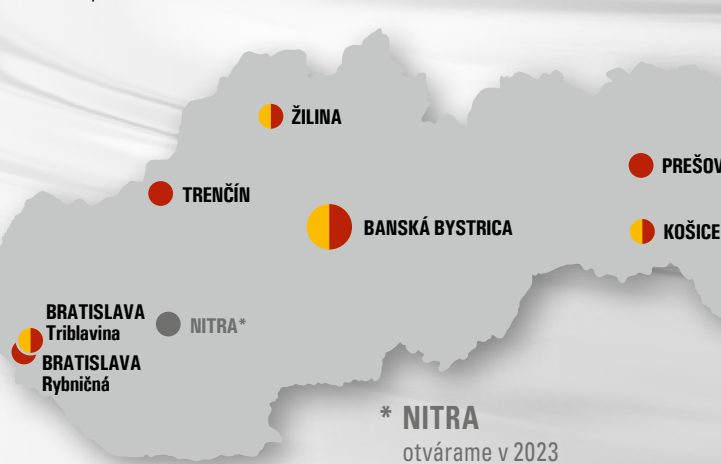 ŽILINA
PREŠOV
TRENČÍN
BANSKÁ BYSTRICA
KOŠICE
BRATISLAVA
Triblavina
NITRA*
BRATISLAVA
Rybničná
* NITRA
otvárame v 2023